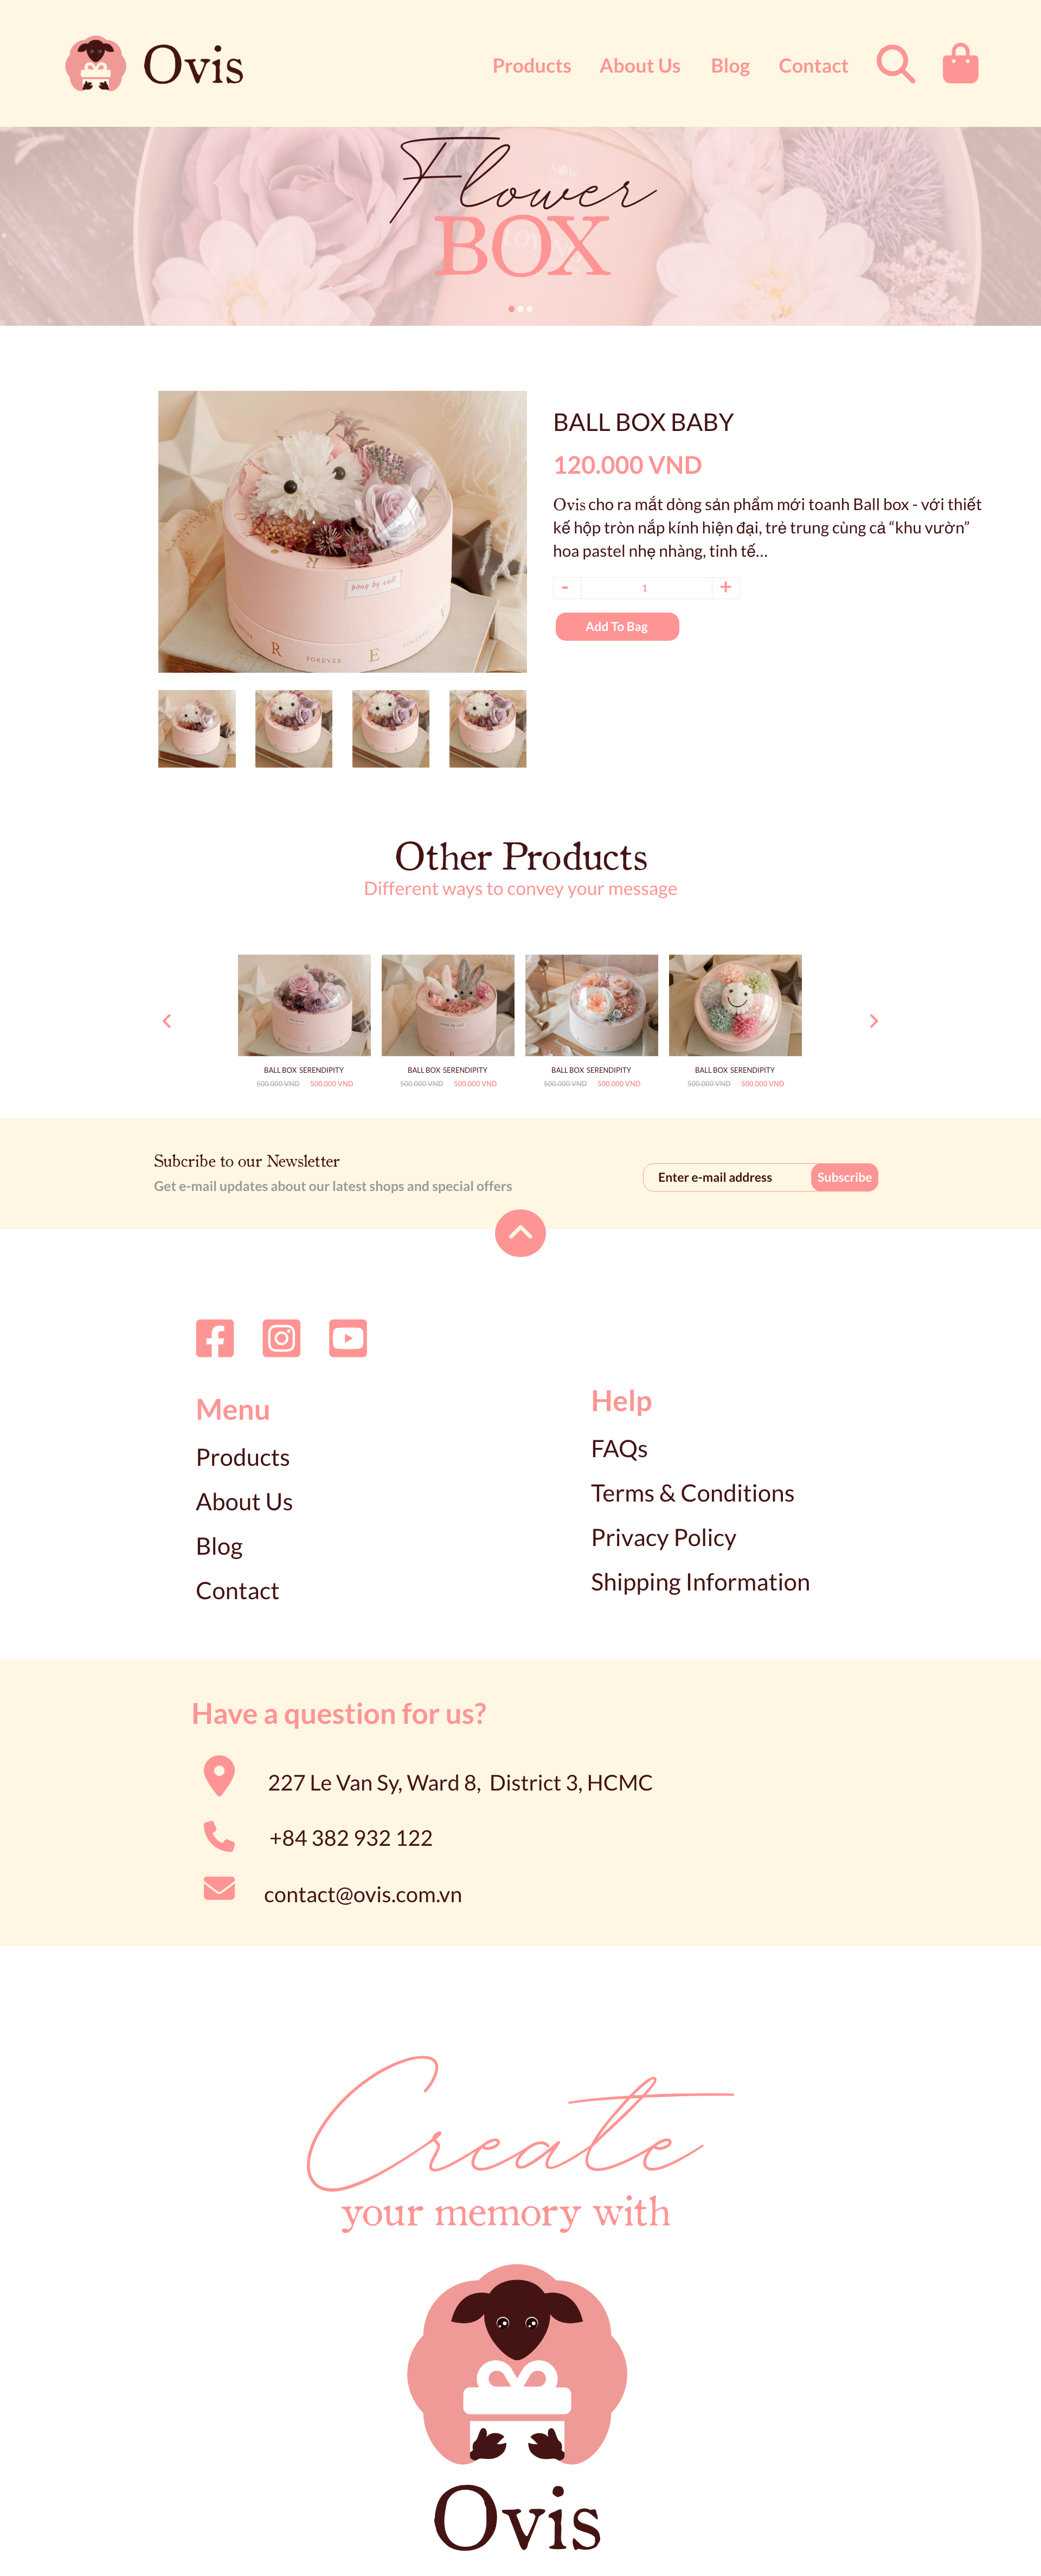 Ovis
Products About Us Blog Contact
Flower
BOX
BALL BOX BABY
120.000 VND
Ovis cho ra mắt dòng sản phẩm mới toanh Ball box - với thiết
kế hộp tròn nắp kính hiện đại, trẻ trung cùng cả “khu vườn”
hoa pastel nhẹ nhàng, tinh tế...
- 1 +
Add To Bag
R E
FOREVER
Other Products
Different ways to convey your message
BALL BOX SERENDIPITY
500.000 VND 500.000 VND
BALL BOX SERENDIPITY
500.000 VND 500.000 VND
BALL BOX SERENDIPITY
500.000 VND 500.000 VND
BALL BOX SERENDIPITY
500.000 VND 500.000 VND
Subcribe to our Newsletter
Get e-mail updates about our latest shops and special offers
Enter e-mail address Subscribe
Menu
Products
About Us
Blog
Contact
Help
FAQs
Terms & Conditions
Privacy Policy
Shipping Information
Have a question for us?
227 Le Van Sy, Ward 8, District 3, HCMC
+84 382 932 122
contact@ovis.com.vn
Create
your memory with
Ovis